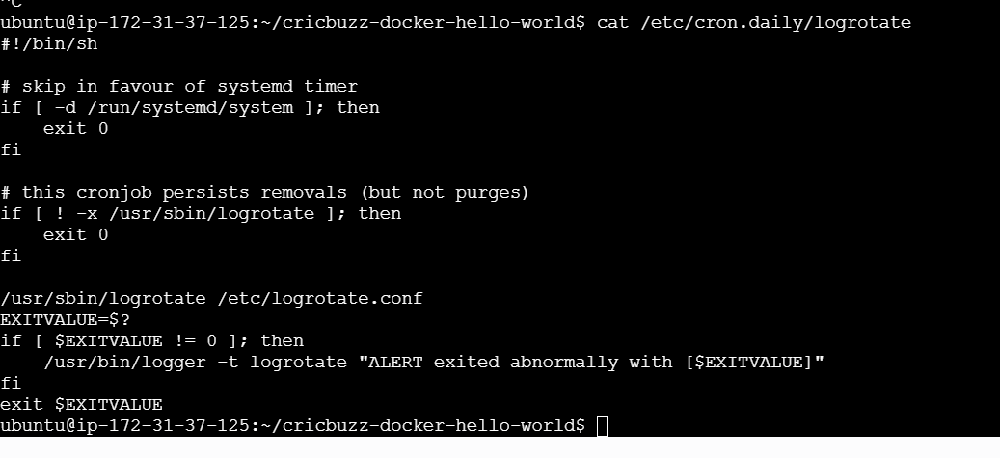 ^C
ubuntu@ip-172-31-37-125:~/cricbuzz-docker-hello-world$ cat /etc/cron.daily/logrotate
#!/bin/sh

# skip in favour of systemd timer
if [ -d /run/systemd/system ]; then
    exit 0
fi

# this cronjob persists removals (but not purges)
if [ ! -x /usr/sbin/logrotate ]; then
    exit 0
fi

/usr/sbin/logrotate /etc/logrotate.conf
EXITVALUE=$?
if [ $EXITVALUE != 0 ]; then
    /usr/bin/logger -t logrotate "ALERT exited abnormally with [$EXITVALUE]"
fi
exit $EXITVALUE
ubuntu@ip-172-31-37-125:~/cricbuzz-docker-hello-world$